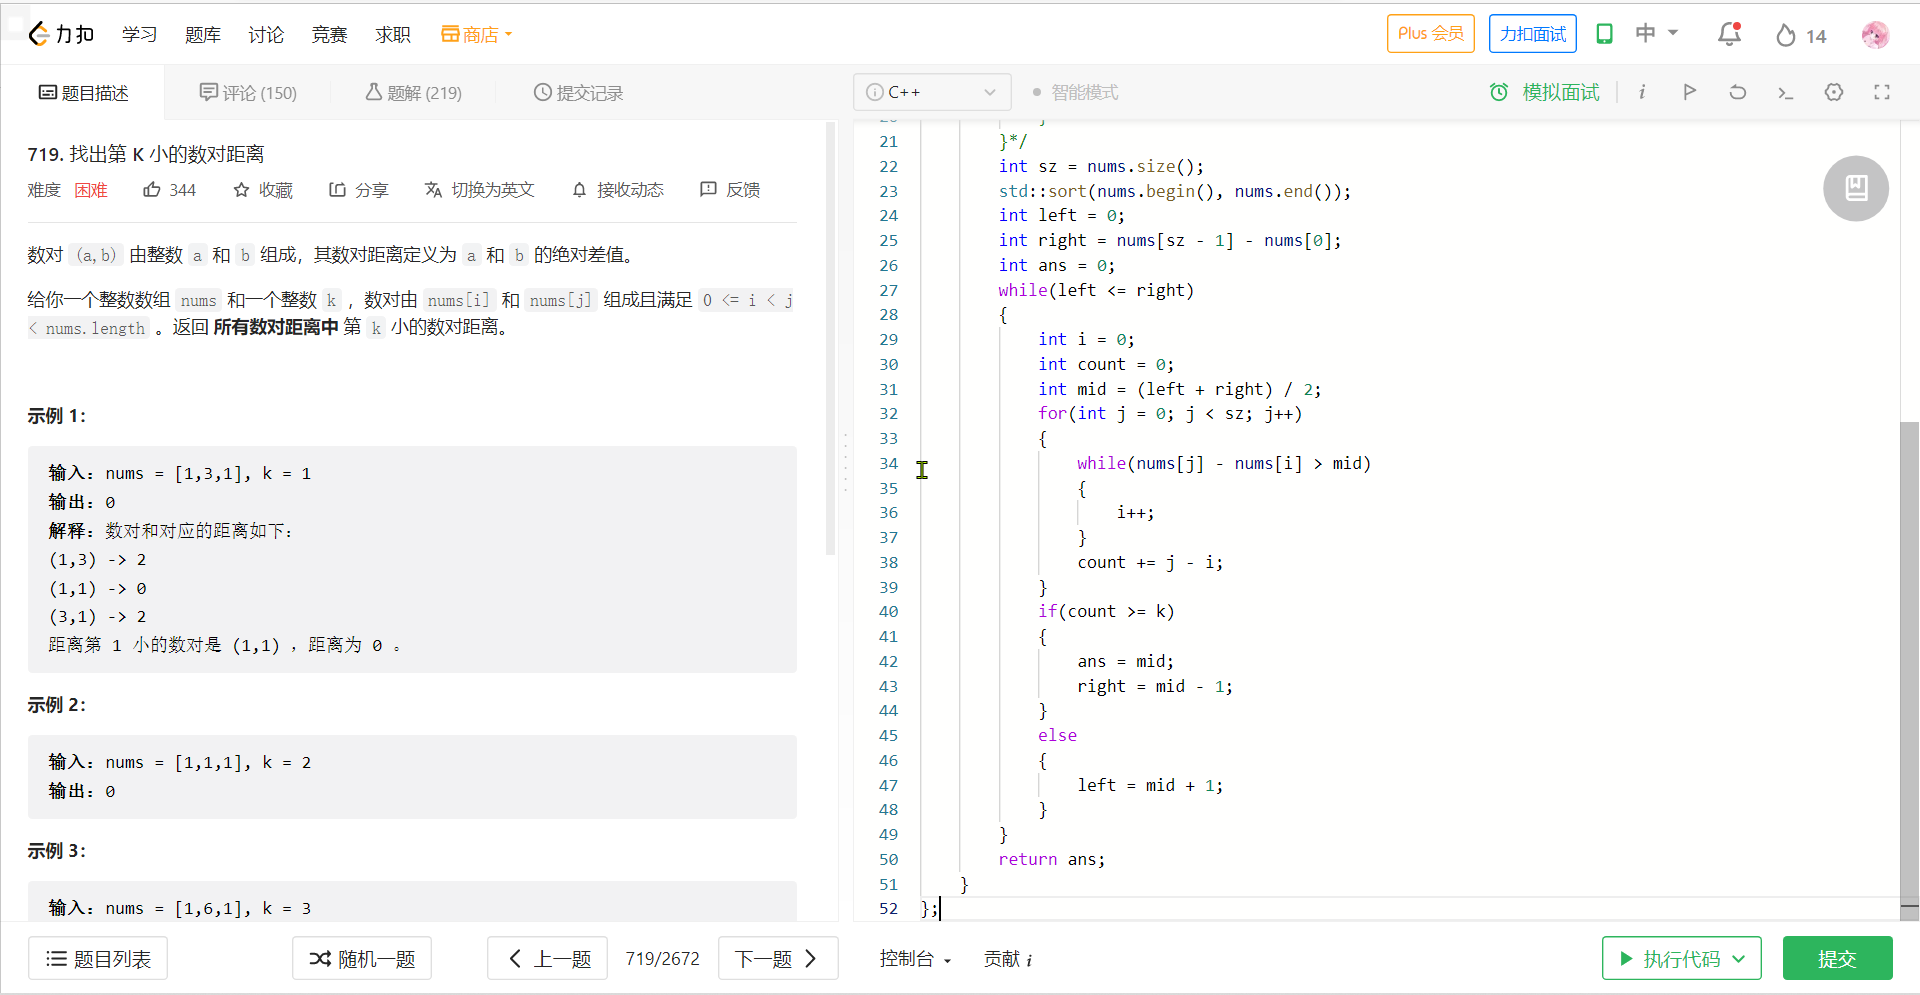 力扣 学习 题库 讨论 竞赛 求职 商店 Plus 会员 力扣面试 中 14
题目描述 评论 (150) 题解 (219) 提交记录
719. 找出第 K 小的数对距离
难度 困难 344 收藏 分享 切换为英文 接收动态 反馈
数对 (a,b) 由整数 a 和 b 组成，其数对距离定义为 a 和 b 的绝对差值。
给你一个整数数组 nums 和一个整数 k ，数对由 nums[i] 和 nums[j] 组成且满足 0 <= i < j
< nums.length 。返回 所有数对距离中 第 k 小的数对距离。
示例 1：
输入：nums = [1,3,1], k = 1
输出：0
解释：数对和对应的距离如下：
(1,3) -> 2
(1,1) -> 0
(3,1) -> 2
距离第 1 小的数对是 (1,1) ，距离为 0 。
示例 2：
输入：nums = [1,1,1], k = 2
输出：0
示例 3：
输入：nums = [1,6,1], k = 3
题目列表 随机一题 上一题 719/2672 下一题
C++ 智能模式 模拟面试
21 }*/
22 int sz = nums.size();
23 std::sort(nums.begin(), nums.end());
24 int left = 0;
25 int right = nums[sz - 1] - nums[0];
26 int ans = 0;
27 while(left <= right)
28 {
29 int i = 0;
30 int count = 0;
31 int mid = (left + right) / 2;
32 for(int j = 0; j < sz; j++)
33 {
34 while(nums[j] - nums[i] > mid)
35 {
36 i++;
37 }
38 count += j - i;
39 }
40 if(count >= k)
41 {
42 ans = mid;
43 right = mid - 1;
44 }
45 else
46 {
47 left = mid + 1;
48 }
49 }
50 return ans;
51 }
52 };
控制台 贡献 i 执行代码 提交